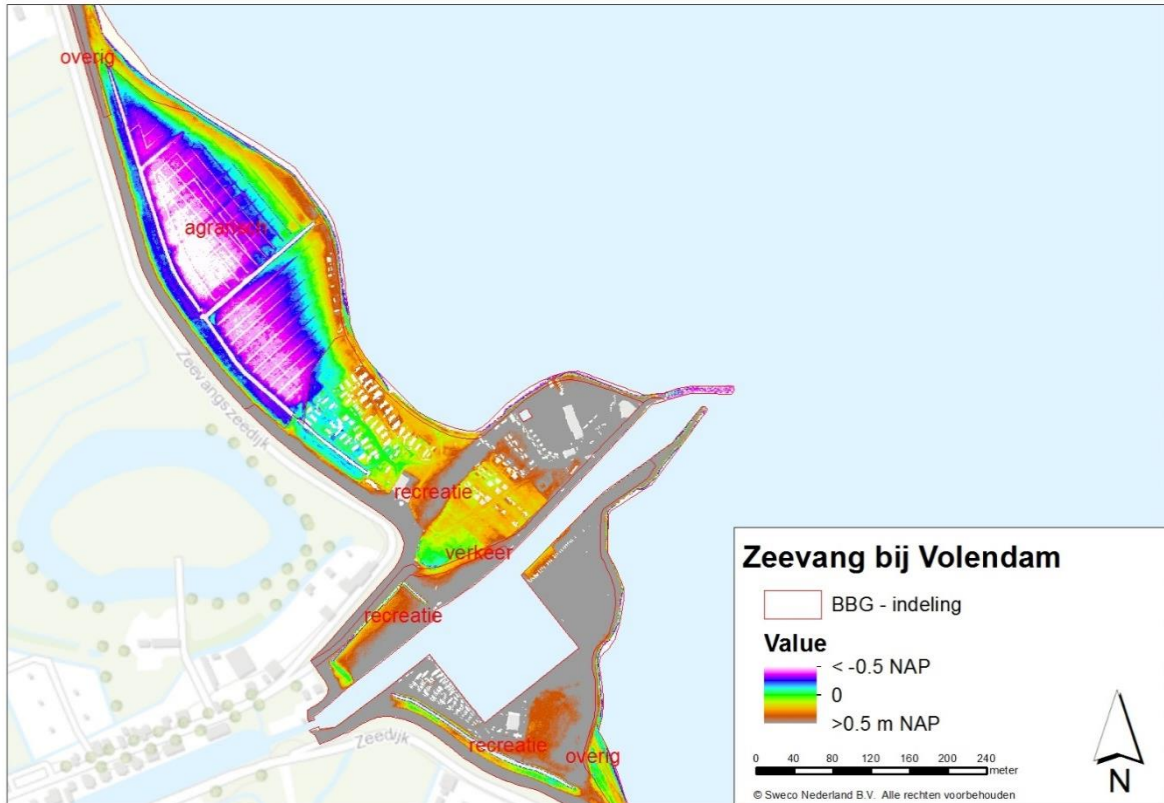 overig
agrarisch
Zeevangszeedijk
recreatie
verkeer
recreatie
Zeedijk
recreatie
overig
Zeevang bij Volendam
BBG - indeling
Value
< -0.5 NAP
0
>0.5 m NAP
0 40 80 120 160 200 240
meter
N
© Sweco Nederland B.V. Alle rechten voorbehouden